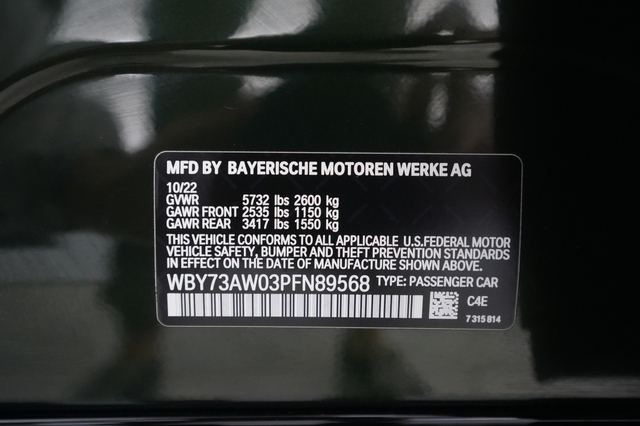 MFD BY BAYERISCHE MOTOREN WERKE AG
10/22
GVWR 5732 lbs 2600 kg
GAWR FRONT 2535 lbs 1150 kg
GAWR REAR 3417 lbs 1550 kg
THIS VEHICLE CONFORMS TO ALL APPLICABLE U.S.FEDERAL MOTOR
VEHICLE SAFETY, BUMPER AND THEFT PREVENTION STANDARDS
IN EFFECT ON THE DATE OF MANUFACTURE SHOWN ABOVE.
WBY73AW03PFN89568 TYPE: PASSENGER CAR
C4E
7 315 814